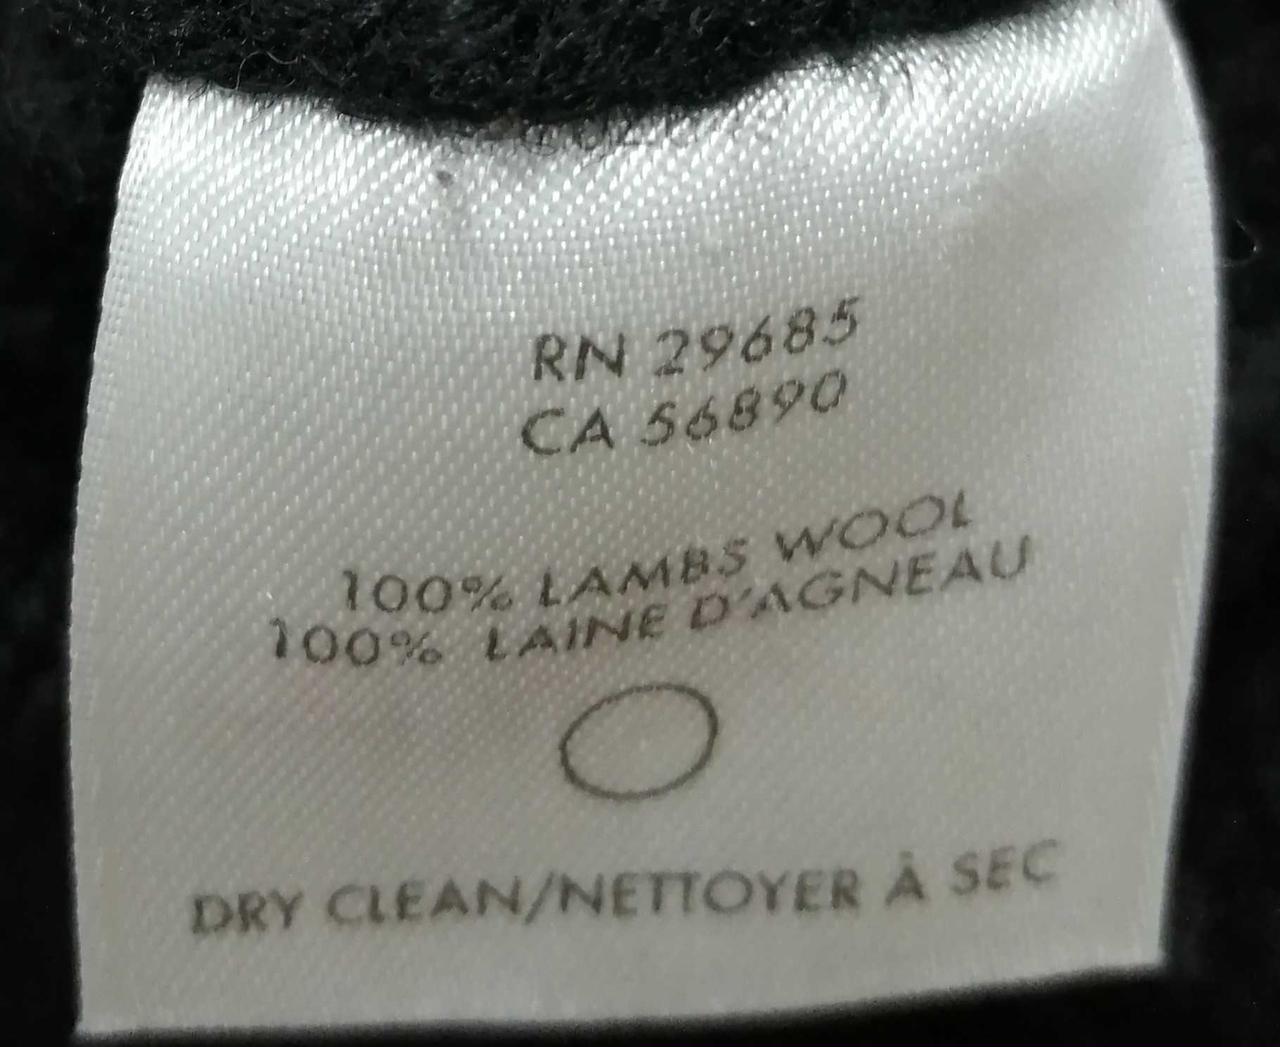 RN 29685
CA 56890
100% LAMBS WOOL
100% LAINE D'AGNEAU
DRY CLEAN/NETTOYER À SEC